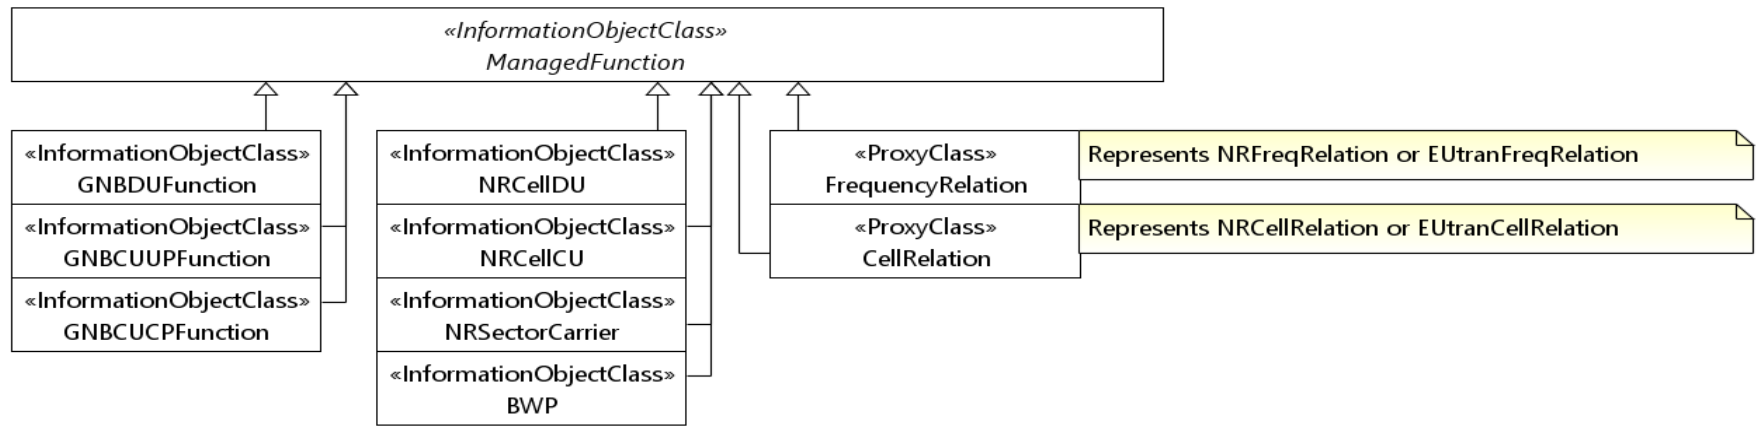 «InformationObjectClass»
ManagedFunction
«InformationObjectClass»
GNBDUFunction
«InformationObjectClass»
GNBCUUPFunction
«InformationObjectClass»
GNBCUCPFunction
«InformationObjectClass»
NRCellDU
«InformationObjectClass»
NRCellCU
«InformationObjectClass»
NRSectorCarrier
«InformationObjectClass»
BWP
«ProxyClass»
FrequencyRelation
Represents NRFreqRelation or EUtranFreqRelation
«ProxyClass»
CellRelation
Represents NRCellRelation or EUtranCellRelation